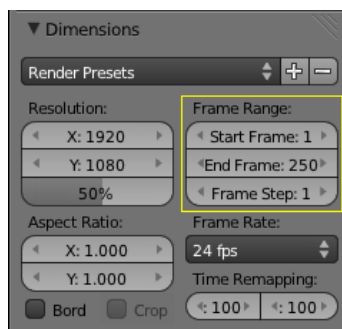 Dimensions
Render Presets
Resolution:
X: 1920
Y: 1080
50%
Frame Range:
Start Frame: 1
End Frame: 250
Frame Step: 1
Aspect Ratio:
X: 1.000
Y: 1.000
Bord
Crop
Frame Rate:
24 fps
Time Remapping:
: 100
: 100